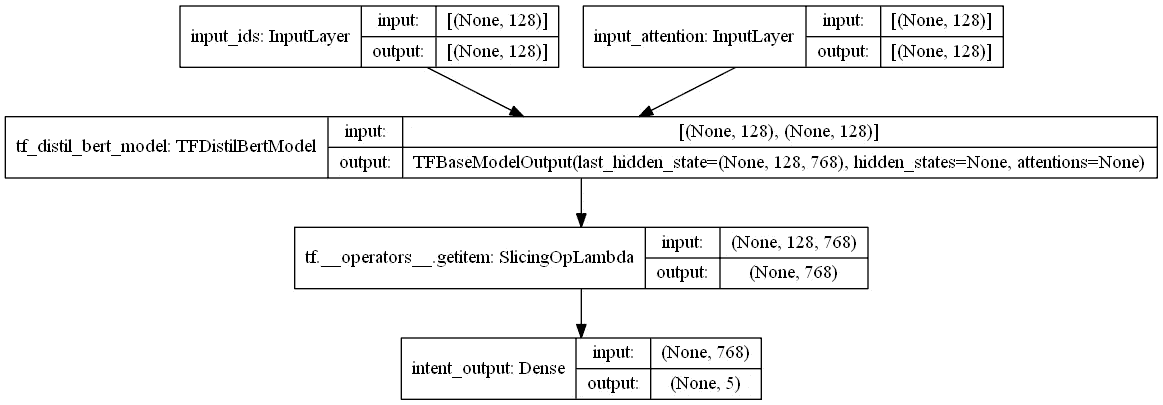 input_ids: InputLayer input: [(None, 128)]
output: [(None, 128)]
input_attention: InputLayer input: [(None, 128)]
output: [(None, 128)]
tf_distil_bert_model: TFDistilBertModel input: [(None, 128), (None, 128)]
output: TFBaseModelOutput(last_hidden_state=(None, 128, 768), hidden_states=None, attentions=None)
tf.__operators__.getitem: SlicingOpLambda input: (None, 128, 768)
output: (None, 768)
intent_output: Dense input: (None, 768)
output: (None, 5)